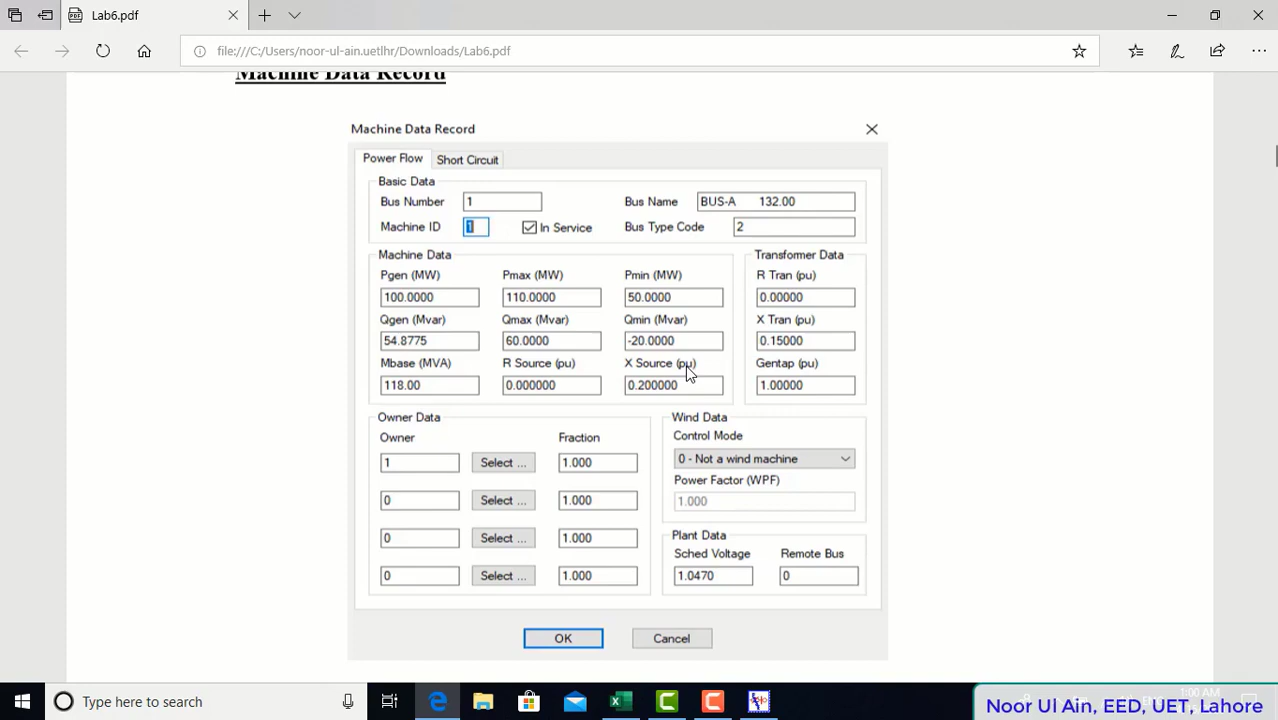 Lab6.pdf
file:///C:/Users/noor-ul-ain.uetlhr/Downloads/Lab6.pdf
Machine Data Record
Machine Data Record
Power Flow Short Circuit
Basic Data
Bus Number 1 Bus Name BUS-A 132.00
Machine ID 1 In Service Bus Type Code 2
Machine Data Transformer Data
Pgen (MW) Pmax (MW) Pmin (MW) R Tran (pu)
100.0000 110.0000 50.0000 0.00000
Qgen (Mvar) Qmax (Mvar) Qmin (Mvar) X Tran (pu)
54.8775 60.0000 -20.0000 0.15000
Mbase (MVA) R Source (pu) X Source (pu) Gentap (pu)
118.00 0.000000 0.200000 1.00000
Owner Data Wind Data
Owner Fraction Control Mode
1 Select ... 1.000 0 - Not a wind machine
Power Factor (WPF)
0 Select ... 1.000 1.000
Plant Data
0 Select ... 1.000 Sched Voltage Remote Bus
0 Select ... 1.000 1.0470 0
OK Cancel
Type here to search
1:00 AM
Noor Ul Ain, EED, UET, Lahore